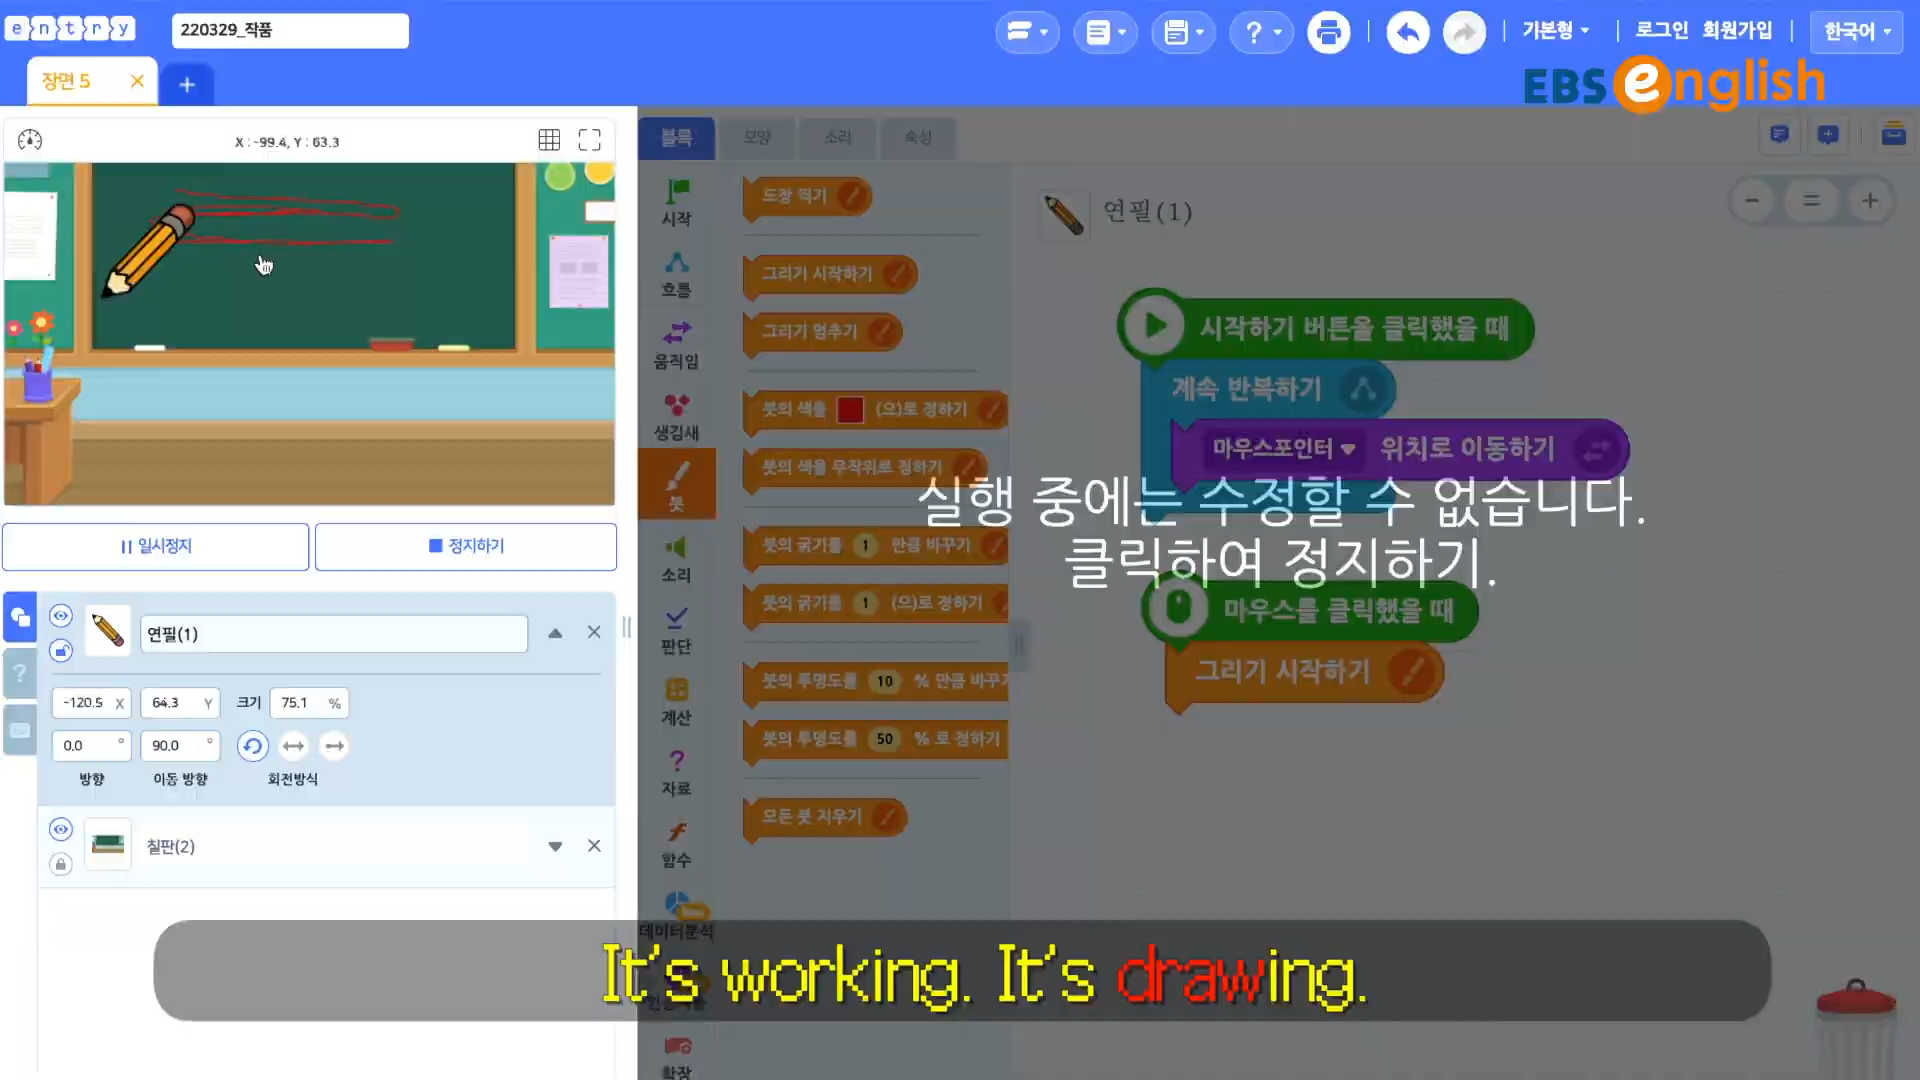 entry
220329_작품
기본형
로그인 회원가입
한국어
장면 5
EBS english
X : -99.4, Y : 63.3
블록
모양
소리
속성
시작
흐름
움직임
생김새
붓
소리
판단
계산
자료
함수
데이터분석
확장
도장 찍기
그리기 시작하기
그리기 멈추기
붓의 색을 (으)로 정하기
붓의 색을 무작위로 정하기
붓의 굵기를 1 만큼 바꾸기
붓의 굵기를 1 (으)로 정하기
붓의 투명도를 10 % 만큼 바꾸기
붓의 투명도를 50 % 로 정하기
모든 붓 지우기
연필(1)
시작하기 버튼을 클릭했을 때
계속 반복하기
마우스포인터 위치로 이동하기
실행 중에는 수정할 수 없습니다.
클릭하여 정지하기.
마우스를 클릭했을 때
그리기 시작하기
일시정지
정지하기
연필(1)
-120.5 X 64.3 Y 크기 75.1 %
0.0 ° 90.0 °
방향 이동 방향 회전방식
칠판(2)
It's working. It's drawing.